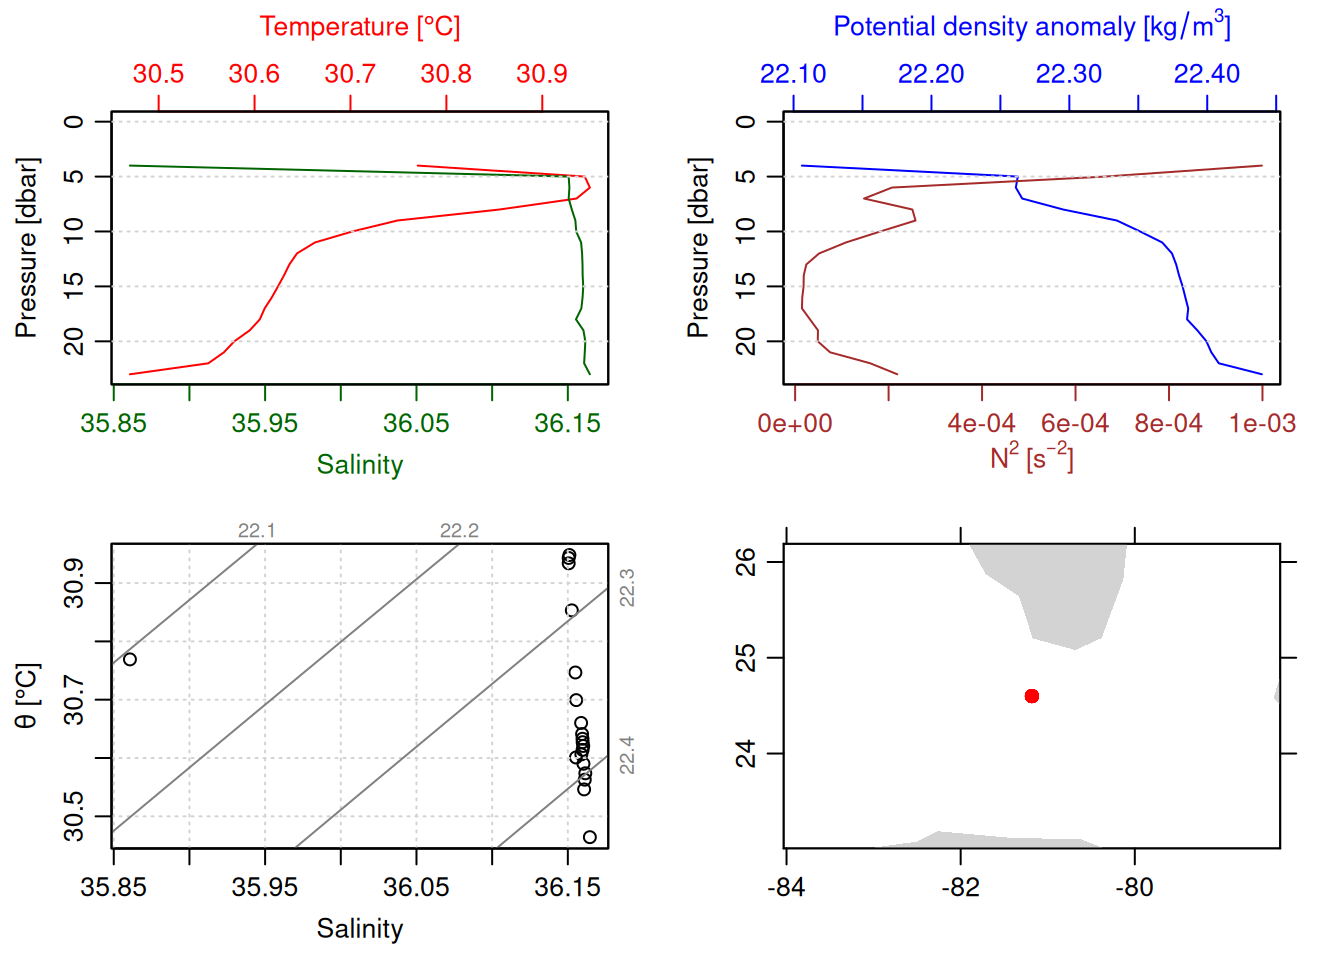 Temperature [°C]
30.5 30.6 30.7 30.8 30.9
Pressure [dbar]
0 5 10 15 20
35.85 35.95 36.05 36.15
Salinity
Potential density anomaly [kg/m³]
22.10 22.20 22.30 22.40
Pressure [dbar]
0 5 10 15 20
0e+00 4e-04 6e-04 8e-04 1e-03
N² [s⁻²]
22.1 22.2
22.3
22.4
θ [°C]
30.9
30.7
30.5
35.85 35.95 36.05 36.15
Salinity
26
25
24
-84 -82 -80